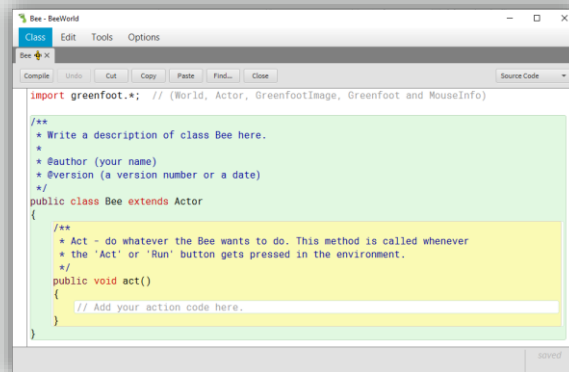 Bee - BeeWorld
Class Edit Tools Options
Bee
Compile Undo Cut Copy Paste Find... Close Source Code
import greenfoot.*; // (World, Actor, GreenfootImage, Greenfoot and MouseInfo)
/**
* Write a description of class Bee here.
*
* @author (your name)
* @version (a version number or a date)
*/
public class Bee extends Actor
{
/**
* Act - do whatever the Bee wants to do. This method is called whenever
* the 'Act' or 'Run' button gets pressed in the environment.
*/
public void act()
{
// Add your action code here.
}
}
saved